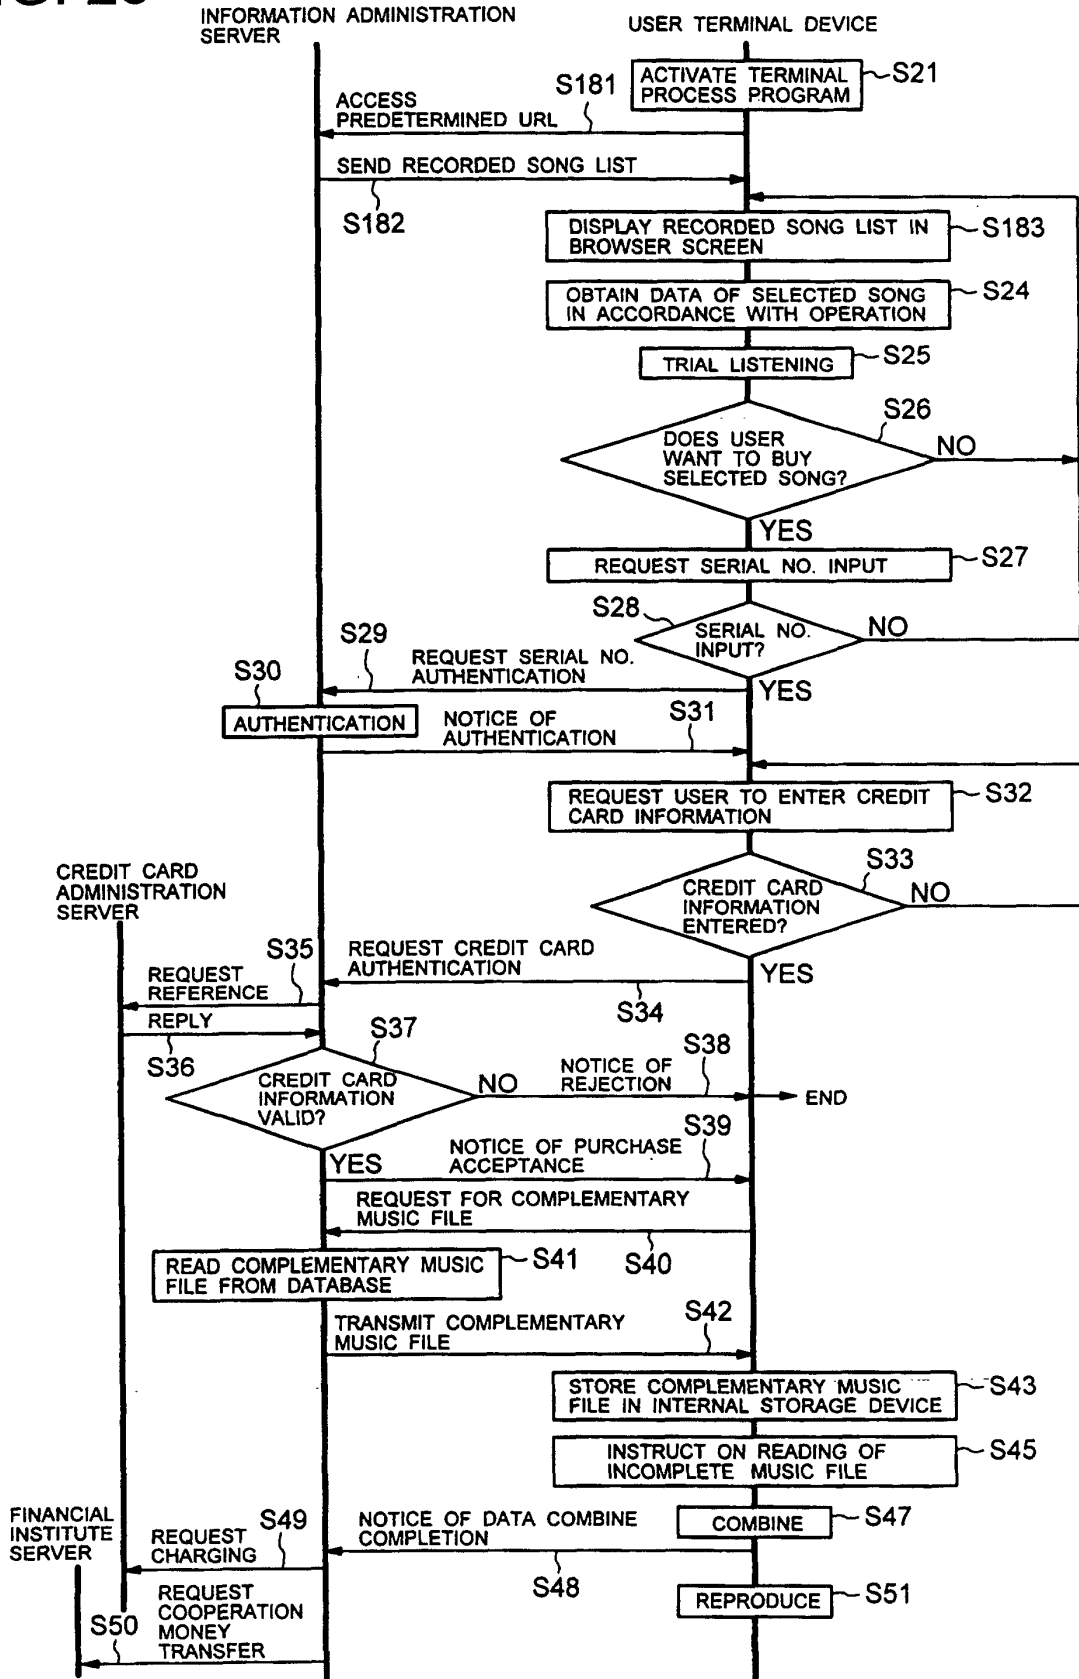 INFORMATION ADMINISTRATION
SERVER
USER TERMINAL DEVICE
ACTIVATE TERMINAL
PROCESS PROGRAM
S21
S181
ACCESS
PREDETERMINED URL
SEND RECORDED SONG LIST
S182
DISPLAY RECORDED SONG LIST IN
BROWSER SCREEN
S183
OBTAIN DATA OF SELECTED SONG
IN ACCORDANCE WITH OPERATION
S24
TRIAL LISTENING
S25
S26
DOES USER
WANT TO BUY
SELECTED SONG?
NO
YES
REQUEST SERIAL NO. INPUT
S27
S28
SERIAL NO.
INPUT?
NO
YES
S29
REQUEST SERIAL NO.
AUTHENTICATION
S30
AUTHENTICATION
NOTICE OF
AUTHENTICATION
S31
REQUEST USER TO ENTER CREDIT
CARD INFORMATION
S32
S33
CREDIT CARD
INFORMATION
ENTERED?
NO
YES
CREDIT CARD
ADMINISTRATION
SERVER
REQUEST CREDIT CARD
AUTHENTICATION
S34
S35
REQUEST
REFERENCE
REPLY
S36
S37
CREDIT CARD
INFORMATION
VALID?
NO
NOTICE OF
REJECTION
S38
END
YES
S39
NOTICE OF PURCHASE
ACCEPTANCE
REQUEST FOR COMPLEMENTARY
MUSIC FILE
S40
READ COMPLEMENTARY MUSIC
FILE FROM DATABASE
S41
TRANSMIT COMPLEMENTARY
MUSIC FILE
S42
STORE COMPLEMENTARY MUSIC
FILE IN INTERNAL STORAGE DEVICE
S43
INSTRUCT ON READING OF
INCOMPLETE MUSIC FILE
S45
COMBINE
S47
NOTICE OF DATA COMBINE
COMPLETION
S48
FINANCIAL
INSTITUTE
SERVER
S49
REQUEST
CHARGING
REPRODUCE
S51
S50
REQUEST
COOPERATION
MONEY
TRANSFER